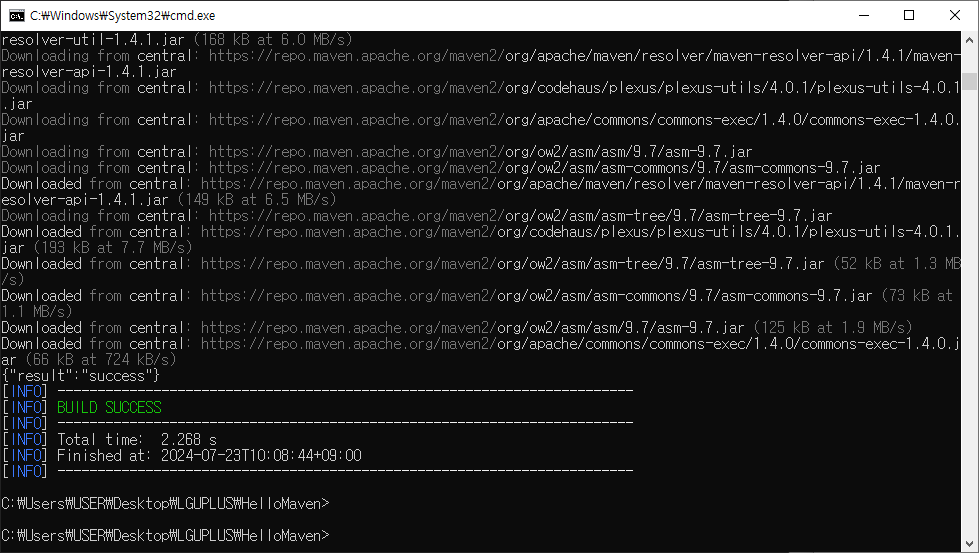 C:₩Windows₩System32₩cmd.exe
resolver-util-1.4.1.jar (168 kB at 6.0 MB/s)
Downloading from central: https://repo.maven.apache.org/maven2/org/apache/maven/resolver/maven-resolver-api/1.4.1/maven-
resolver-api-1.4.1.jar
Downloading from central: https://repo.maven.apache.org/maven2/org/codehaus/plexus/plexus-utils/4.0.1/plexus-utils-4.0.1
.jar
Downloading from central: https://repo.maven.apache.org/maven2/org/apache/commons/commons-exec/1.4.0/commons-exec-1.4.0.
jar
Downloading from central: https://repo.maven.apache.org/maven2/org/ow2/asm/asm/9.7/asm-9.7.jar
Downloading from central: https://repo.maven.apache.org/maven2/org/ow2/asm/asm-commons/9.7/asm-commons-9.7.jar
Downloaded from central: https://repo.maven.apache.org/maven2/org/apache/maven/resolver/maven-resolver-api/1.4.1/maven-r
esolver-api-1.4.1.jar (149 kB at 6.5 MB/s)
Downloading from central: https://repo.maven.apache.org/maven2/org/ow2/asm/asm-tree/9.7/asm-tree-9.7.jar
Downloaded from central: https://repo.maven.apache.org/maven2/org/codehaus/plexus/plexus-utils/4.0.1/plexus-utils-4.0.1.
jar (193 kB at 7.7 MB/s)
Downloaded from central: https://repo.maven.apache.org/maven2/org/ow2/asm/asm-tree/9.7/asm-tree-9.7.jar (52 kB at 1.3 MB
/s)
Downloaded from central: https://repo.maven.apache.org/maven2/org/ow2/asm/asm-commons/9.7/asm-commons-9.7.jar (73 kB at
1.1 MB/s)
Downloaded from central: https://repo.maven.apache.org/maven2/org/ow2/asm/asm/9.7/asm-9.7.jar (125 kB at 1.9 MB/s)
Downloaded from central: https://repo.maven.apache.org/maven2/org/apache/commons/commons-exec/1.4.0/commons-exec-1.4.0.j
ar (66 kB at 724 kB/s)
{"result":"success"}
[INFO] ------------------------------------------------------------------------
[INFO] BUILD SUCCESS
[INFO] ------------------------------------------------------------------------
[INFO] Total time:  2.268 s
[INFO] Finished at: 2024-07-23T10:08:44+09:00
[INFO] ------------------------------------------------------------------------
C:₩Users₩USER₩Desktop₩LGUPLUS₩HelloMaven>
C:₩Users₩USER₩Desktop₩LGUPLUS₩HelloMaven>